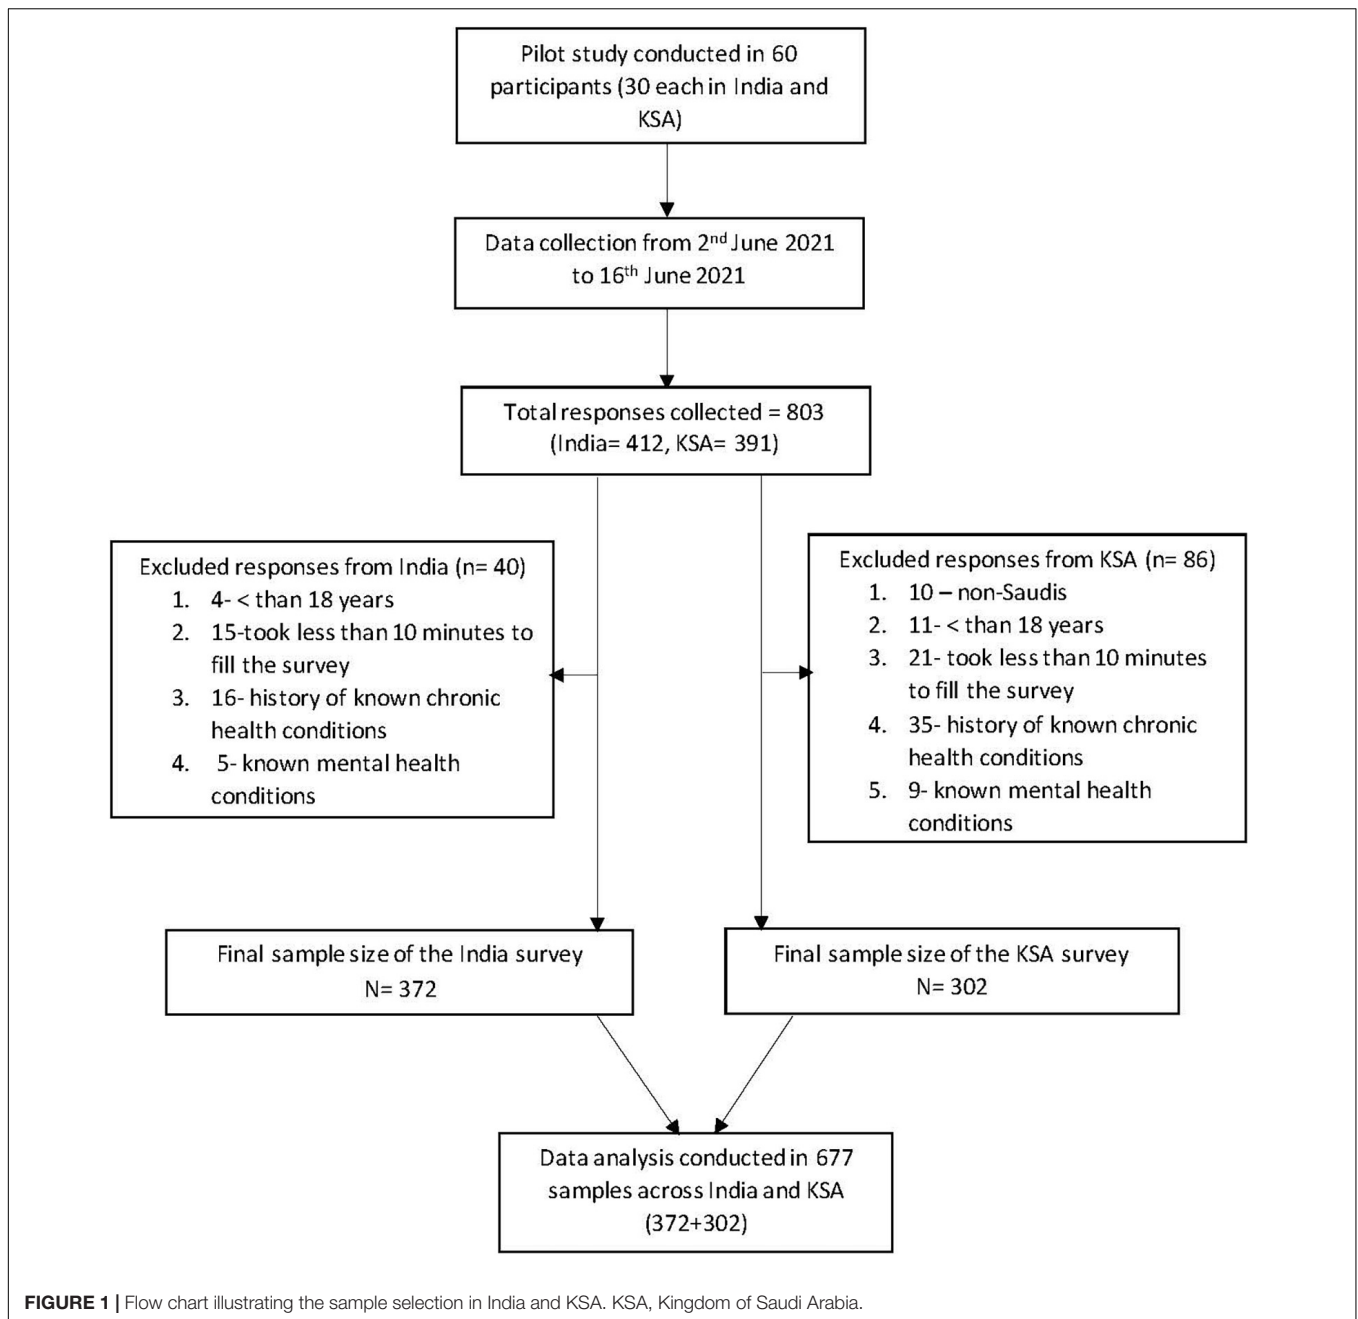 Pilot study conducted in 60
participants (30 each in India and
KSA)
Data collection from 2nd June 2021
to 16th June 2021
Total responses collected = 803
(India= 412, KSA= 391)
Excluded responses from India (n= 40)
1. 4- < than 18 years
2. 15-took less than 10 minutes to
fill the survey
3. 16- history of known chronic
health conditions
4. 5- known mental health
conditions
Excluded responses from KSA (n= 86)
1. 10 – non-Saudis
2. 11- < than 18 years
3. 21- took less than 10 minutes
to fill the survey
4. 35- history of known chronic
health conditions
5. 9- known mental health
conditions
Final sample size of the India survey
N= 372
Final sample size of the KSA survey
N= 302
Data analysis conducted in 677
samples across India and KSA
(372+302)
FIGURE 1 | Flow chart illustrating the sample selection in India and KSA. KSA, Kingdom of Saudi Arabia.